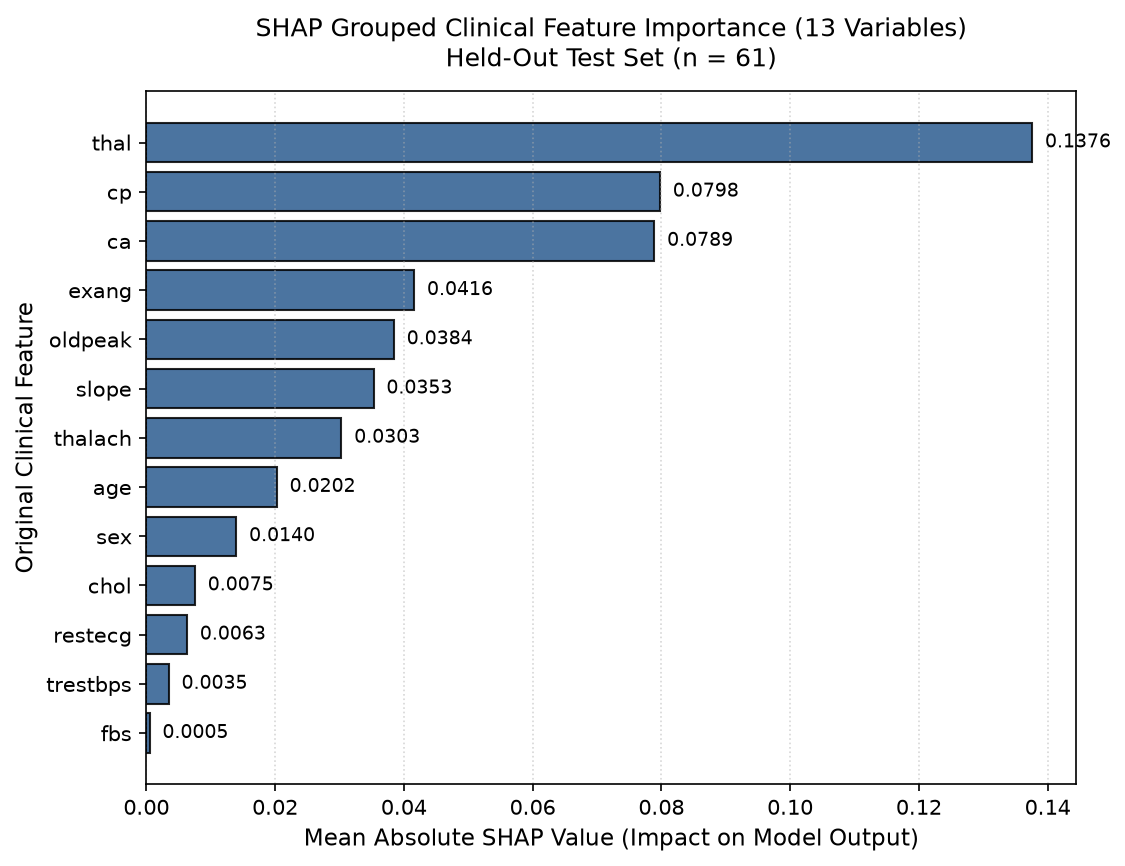 SHAP Grouped Clinical Feature Importance (13 Variables)
Held-Out Test Set (n = 61)
Original Clinical Feature
thal 0.1376
cp 0.0798
ca 0.0789
exang 0.0416
oldpeak 0.0384
slope 0.0353
thalach 0.0303
age 0.0202
sex 0.0140
chol 0.0075
restecg 0.0063
trestbps 0.0035
fbs 0.0005
0.00 0.02 0.04 0.06 0.08 0.10 0.12 0.14
Mean Absolute SHAP Value (Impact on Model Output)